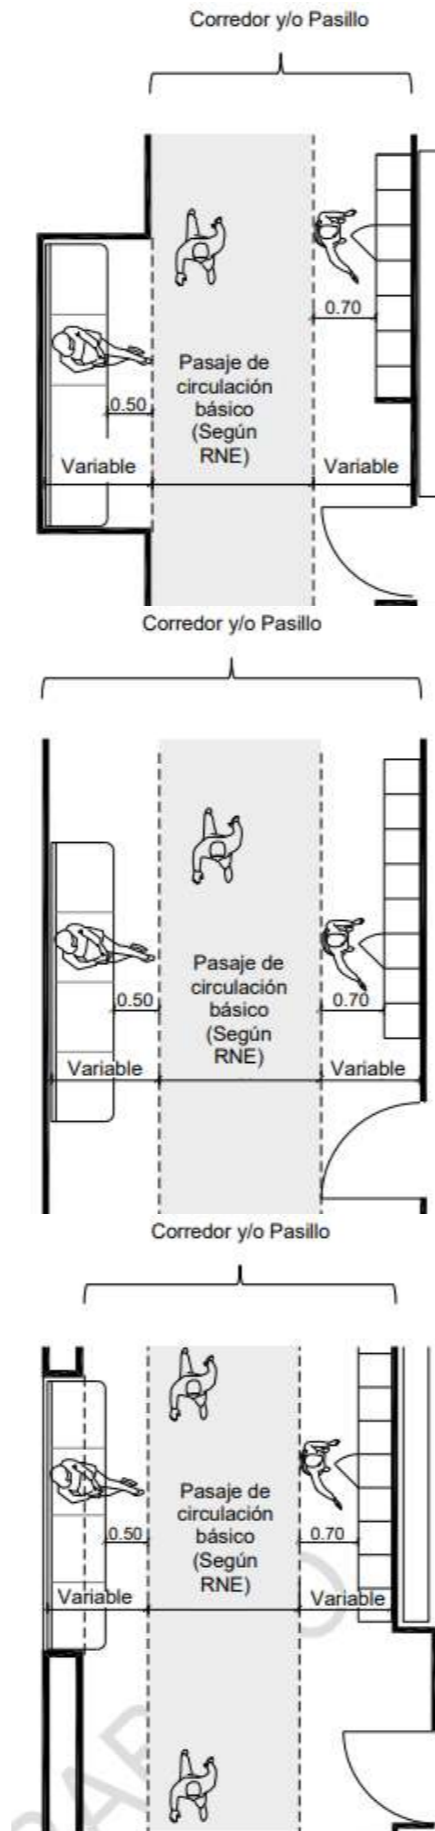 Corredor y/o Pasillo
0.70
Pasaje de
circulación
básico
(Según
RNE)
0.50
Variable
Variable
Corredor y/o Pasillo
Pasaje de
circulación
básico
(Según
RNE)
0.50
0.70
Variable
Variable
Corredor y/o Pasillo
Pasaje de
circulación
básico
(Según
RNE)
0.50
0.70
Variable
Variable